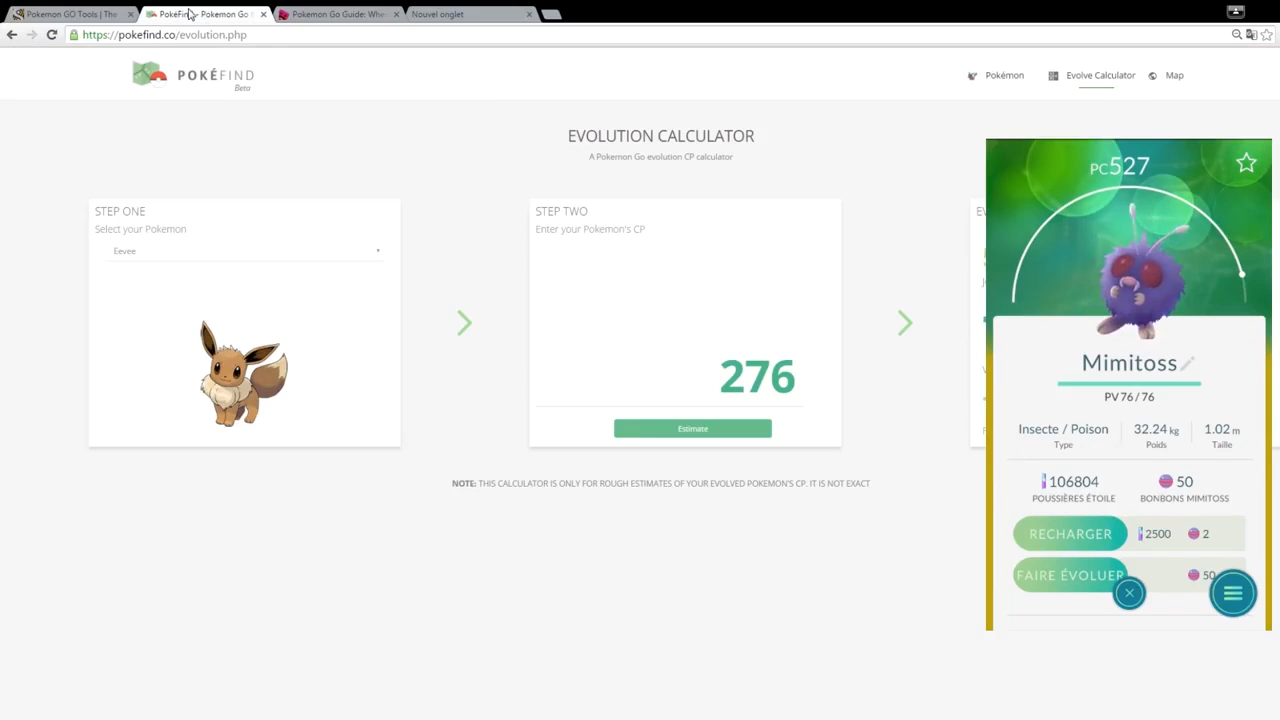 Pokemon GO Tools | The
PokéFin
Pokemon Go
Pokemon Go Guide: Whe
Nouvel onglet
https://pokefind.co/evolution.php
POKÉFIND
Beta
Pokémon
Evolve Calculator
Map
EVOLUTION CALCULATOR
A Pokemon Go evolution CP calculator
STEP ONE
Select your Pokemon
Eevee
STEP TWO
Enter your Pokemon's CP
276
Estimate
NOTE: THIS CALCULATOR IS ONLY FOR ROUGH ESTIMATES OF YOUR EVOLVED POKEMON'S CP. IT IS NOT EXACT
PC527
Mimitoss
PV 76 / 76
Insecte / Poison 32.24 kg 1.02 m
Type Poids Taille
106804 50
POUSSIÈRES ÉTOILE BONBONS MIMITOSS
RECHARGER 2500 2
FAIRE ÉVOLUER 50